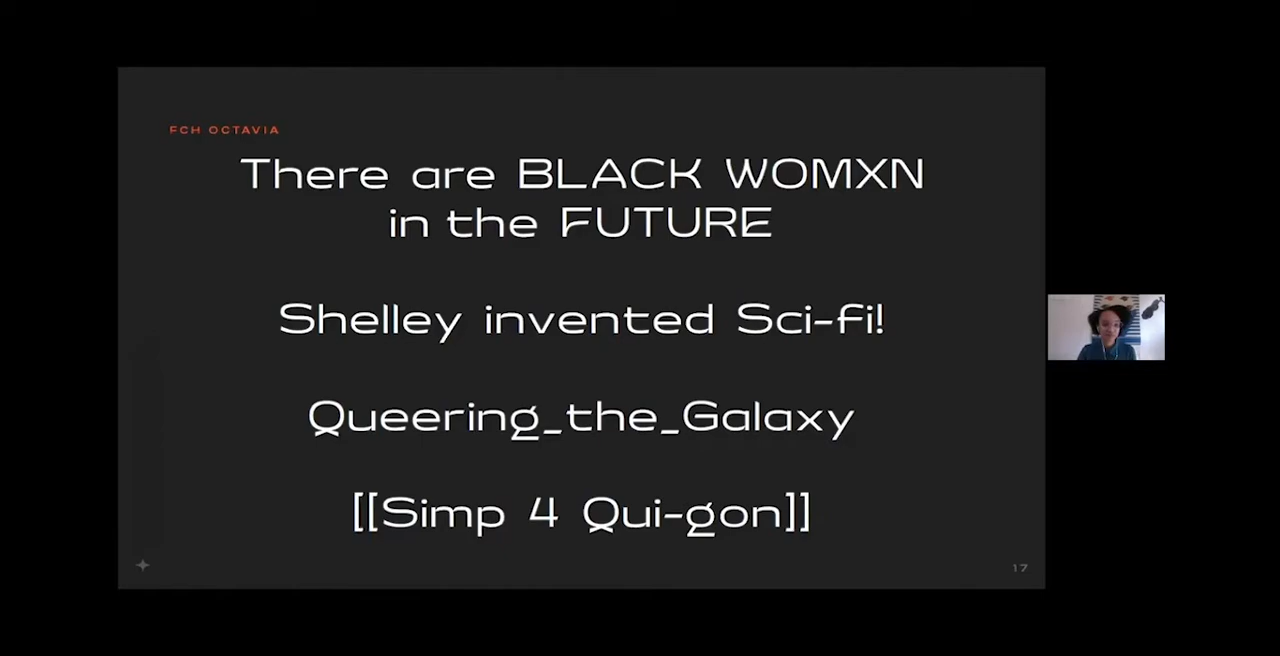 FCH OCTAVIA
There are BLACK WOMXN
in the FUTURE
Shelley invented Sci-fi!
Queering_the_Galaxy
[[Simp 4 Qui-gon]]
17